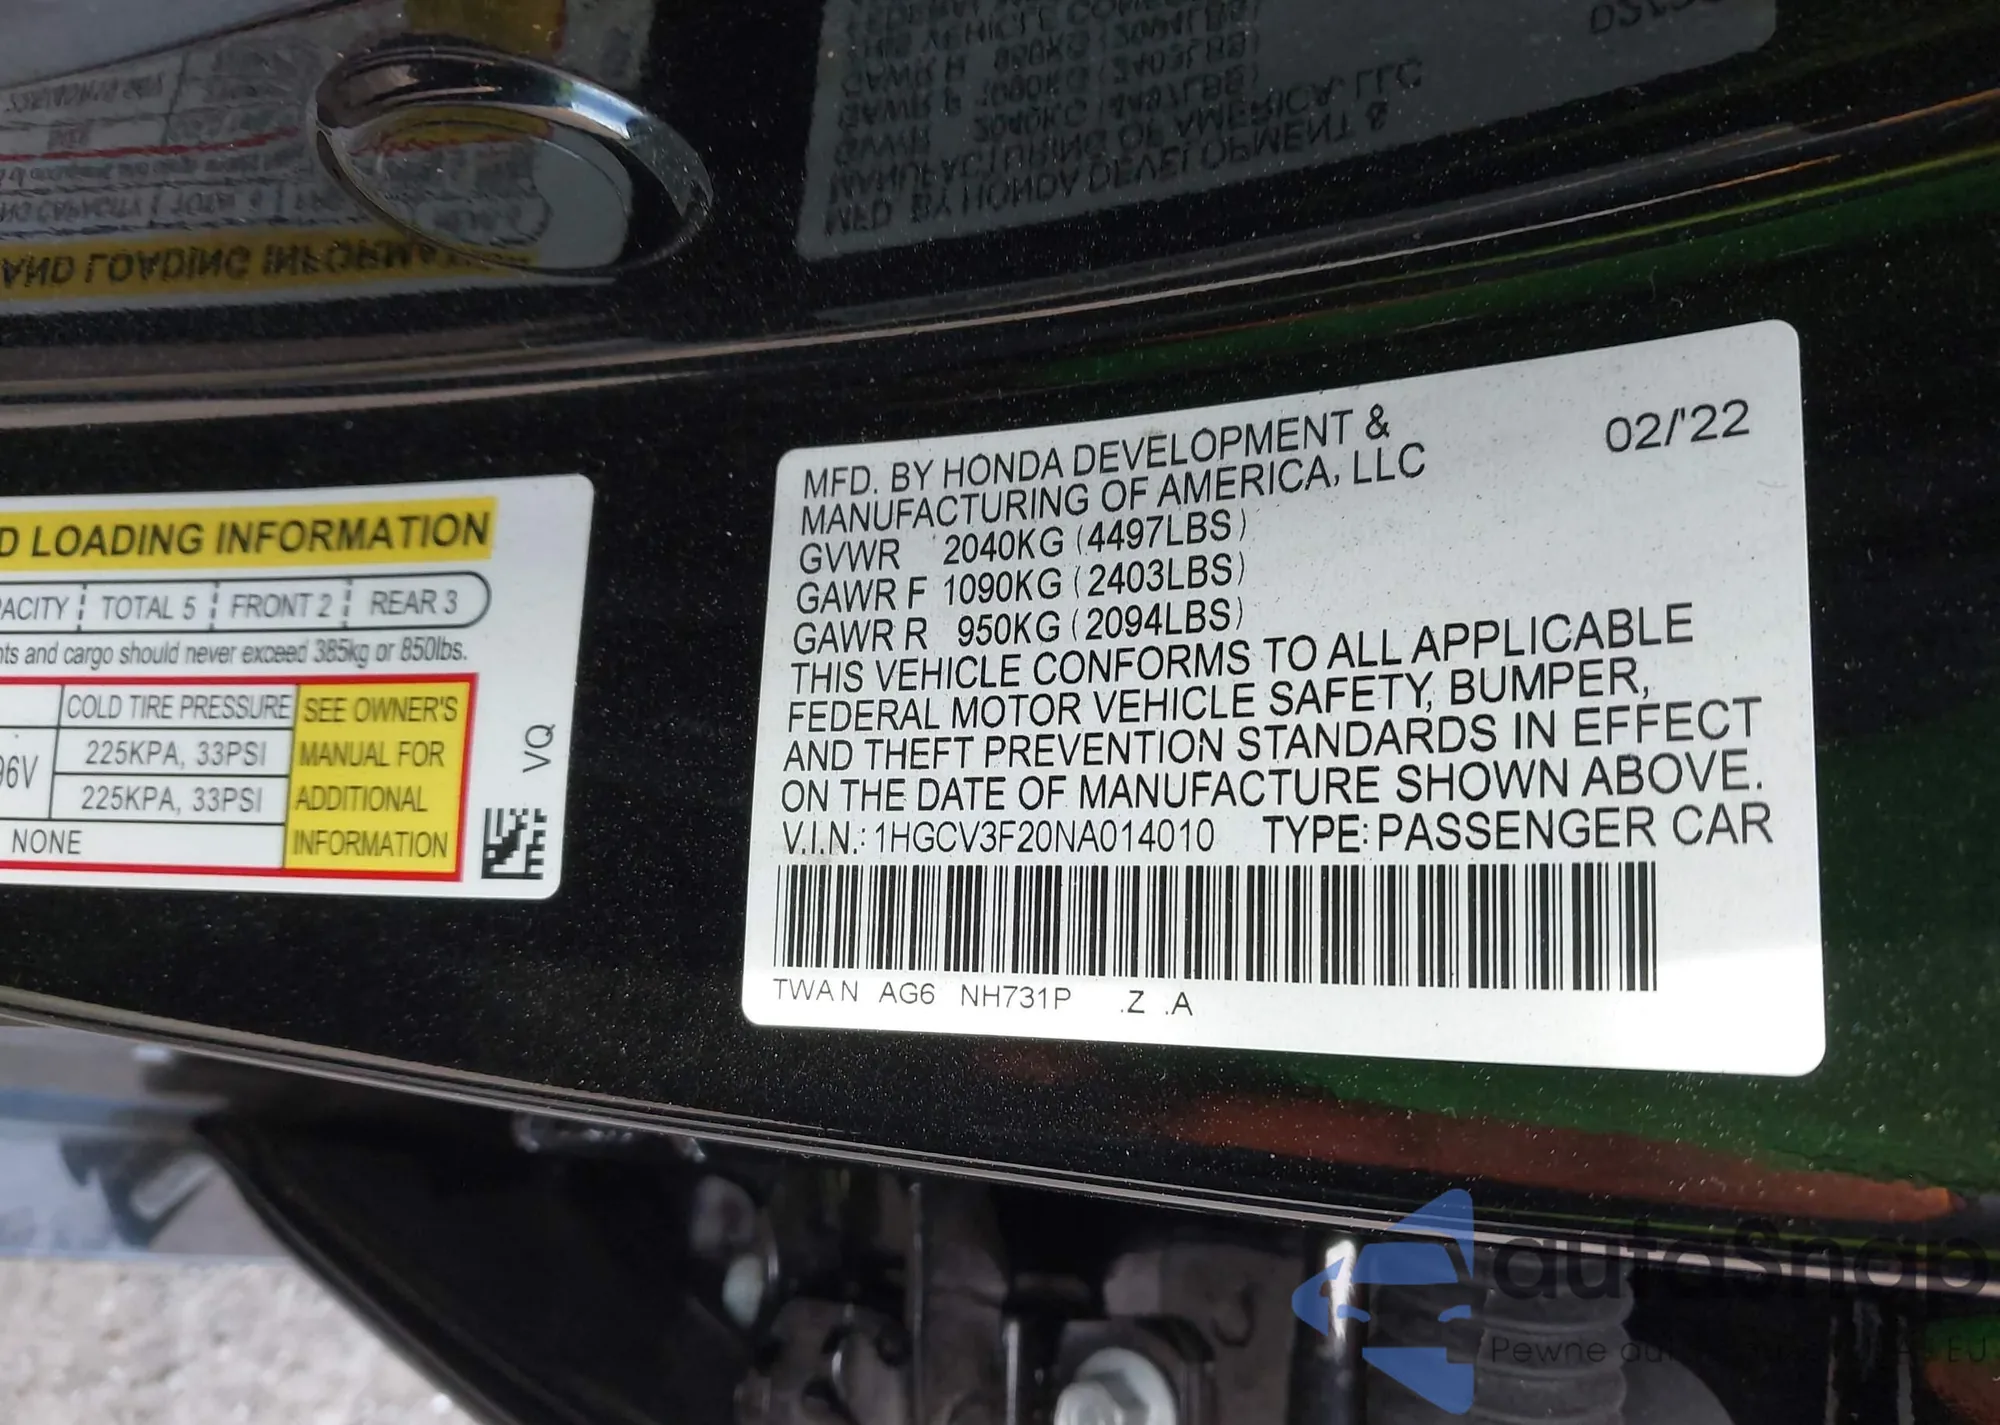 D LOADING INFORMATION
PACITY TOTAL 5 FRONT 2 REAR 3
nts and cargo should never exceed 385kg or 850lbs.
COLD TIRE PRESSURE
96V
225KPA, 33PSI
225KPA, 33PSI
NONE
SEE OWNER'S
MANUAL FOR
ADDITIONAL
INFORMATION
VQ
MFD. BY HONDA DEVELOPMENT &
MANUFACTURING OF AMERICA, LLC
02/'22
GVWR 2040KG (4497LBS)
GAWR F 1090KG (2403LBS)
GAWR R 950KG (2094LBS)
THIS VEHICLE CONFORMS TO ALL APPLICABLE
FEDERAL MOTOR VEHICLE SAFETY, BUMPER,
AND THEFT PREVENTION STANDARDS IN EFFECT
ON THE DATE OF MANUFACTURE SHOWN ABOVE.
V.I.N.: 1HGCV3F20NA014010 TYPE: PASSENGER CAR
TWAN AG6 NH731P .Z .A
autosnap
Pewne